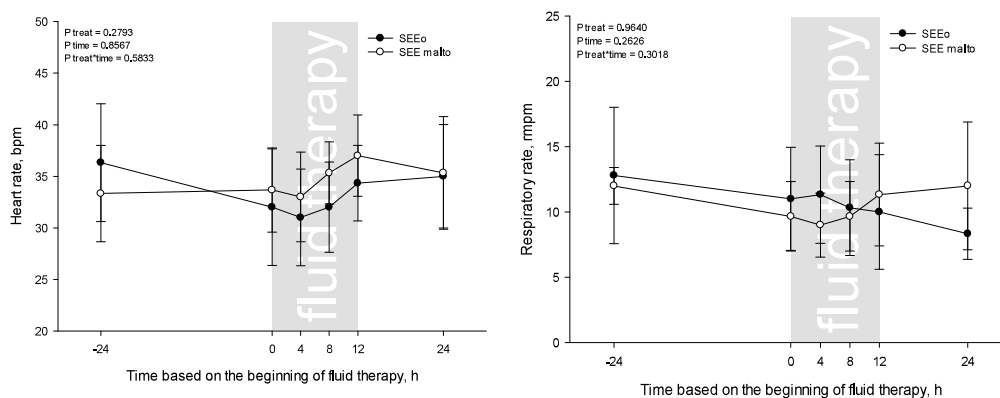 50
45
40
35
30
25
20
Heart rate, bpm
P treat = 0.2793
P time = 0.8567
P treat*time = 0.5833
SEEo
SEE malto
fluid therapy
-24 0 4 8 12 24
Time based on the beginning of fluid therapy, h
25
20
15
10
5
0
Respiratory rate, rmpm
P treat = 0.9640
P time = 0.2626
P treat*time = 0.3018
SEEo
SEE malto
fluid therapy
-24 0 4 8 12 24
Time based on the beginning of fluid therapy, h